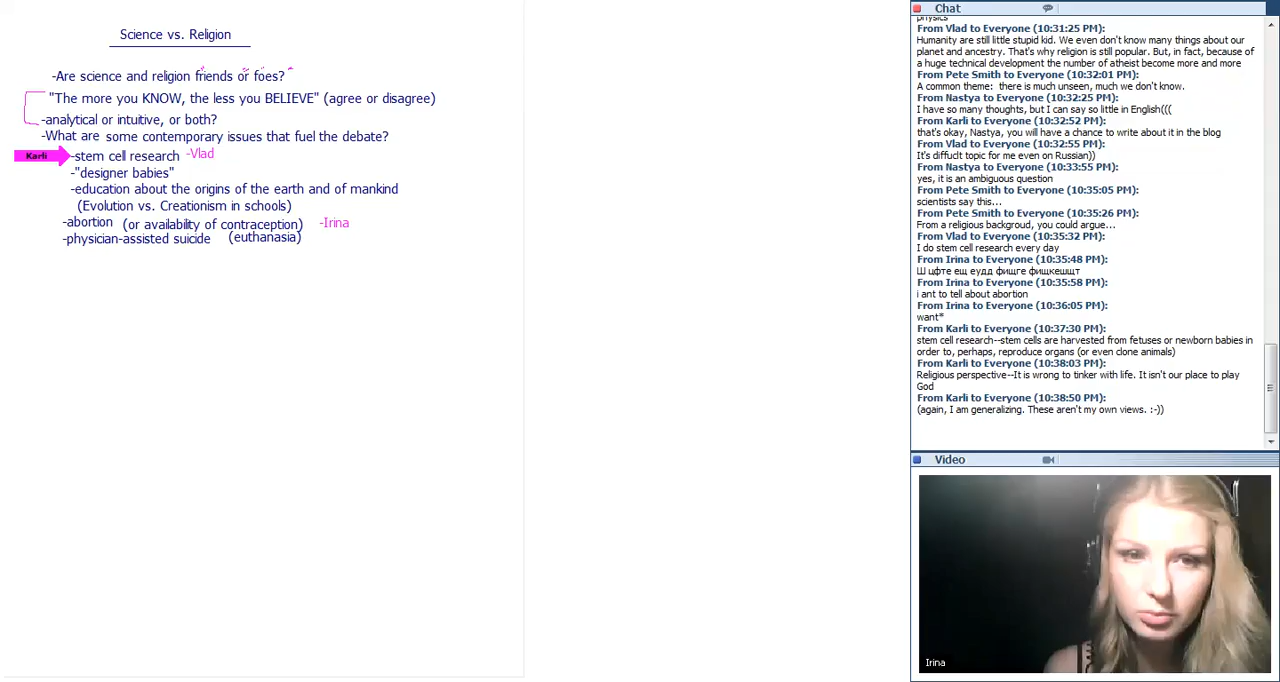 Science vs. Religion
-Are science and religion friends or foes?
"The more you KNOW, the less you BELIEVE" (agree or disagree)
-analytical or intuitive, or both?
-What are some contemporary issues that fuel the debate?
Karli
-stem cell research -Vlad
-"designer babies"
-education about the origins of the earth and of mankind
(Evolution vs. Creationism in schools)
-abortion (or availability of contraception) -Irina
-physician-assisted suicide (euthanasia)
Chat
physics
From Vlad to Everyone (10:31:25 PM):
Humanity are still little stupid kid. We even don't know many things about our
planet and ancestry. That's why religion is still popular. But, in fact, because of
a huge technical development the number of atheist become more and more
From Pete Smith to Everyone (10:32:01 PM):
A common theme: there is much unseen, much we don't know.
From Nastya to Everyone (10:32:25 PM):
I have so many thoughts, but I can say so little in English(((
From Karli to Everyone (10:32:52 PM):
that's okay, Nastya, you will have a chance to write about it in the blog
From Vlad to Everyone (10:32:55 PM):
It's diffuclt topic for me even on Russian))
From Nastya to Everyone (10:33:55 PM):
yes, it is an ambiguous question
From Pete Smith to Everyone (10:35:05 PM):
scientists say this...
From Pete Smith to Everyone (10:35:26 PM):
From a religious backgroud, you could argue...
From Vlad to Everyone (10:35:32 PM):
I do stem cell research every day
From Irina to Everyone (10:35:48 PM):
Ш цфте ещ еудд фищге фищкешщт
From Irina to Everyone (10:35:58 PM):
i ant to tell about abortion
From Irina to Everyone (10:36:05 PM):
want*
From Karli to Everyone (10:37:30 PM):
stem cell research--stem cells are harvested from fetuses or newborn babies in
order to, perhaps, reproduce organs (or even clone animals)
From Karli to Everyone (10:38:03 PM):
Religious perspective--It is wrong to tinker with life. It isn't our place to play
God
From Karli to Everyone (10:38:50 PM):
(again, I am generalizing. These aren't my own views. :-))
Video
Irina